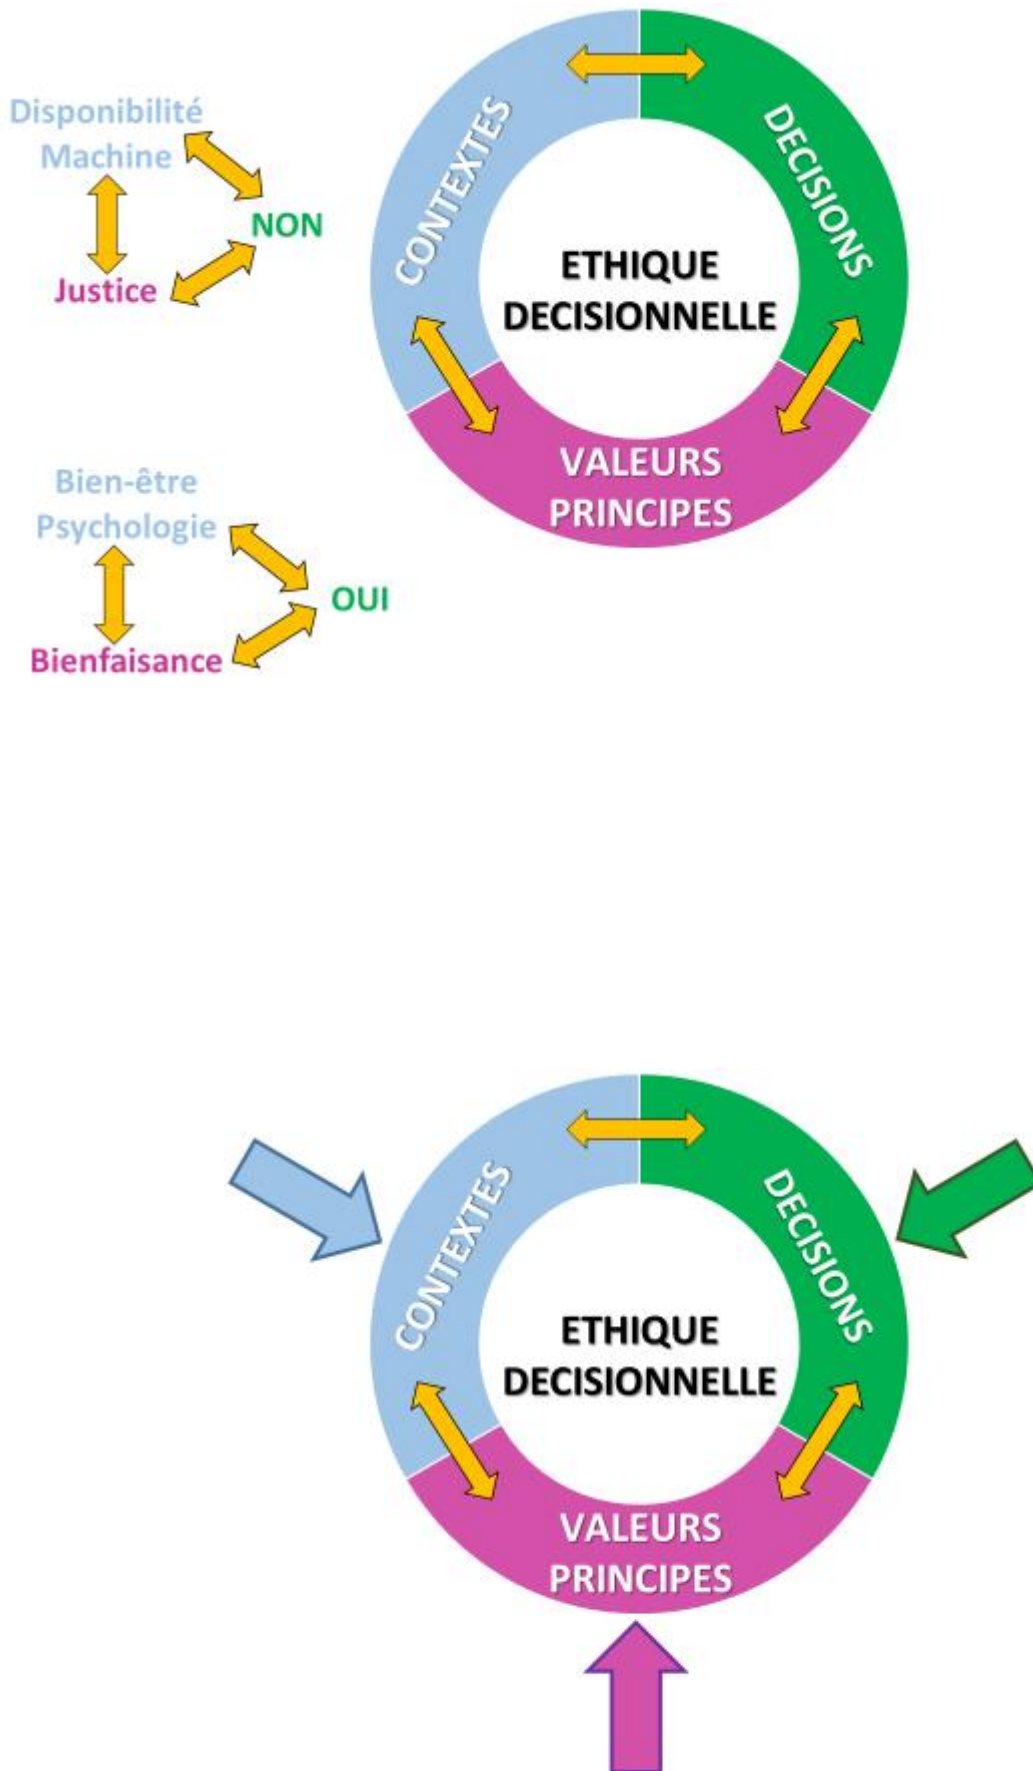 Disponibilité
Machine
NON
Justice
CONTEXTES
DECISIONS
ETHIQUE
DECISIONNELLE
VALEURS
PRINCIPES
Bien-être
Psychologie
OUI
Bienfaisance
CONTEXTES
DECISIONS
ETHIQUE
DECISIONNELLE
VALEURS
PRINCIPES